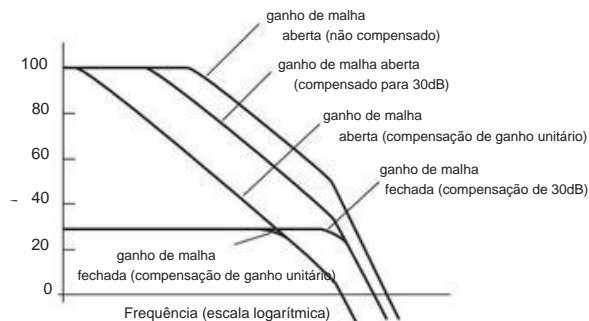 ganho de malha
aberta (não compensado)
ganho de malha aberta
(compensado para 30dB)
ganho de malha
aberta (compensação de ganho unitário)
ganho de malha
fechada (compensação de 30dB)
100
80
60
40
20
0
ganho de malha
fechada (compensação de ganho unitário)
Frequência (escala logarítmica)